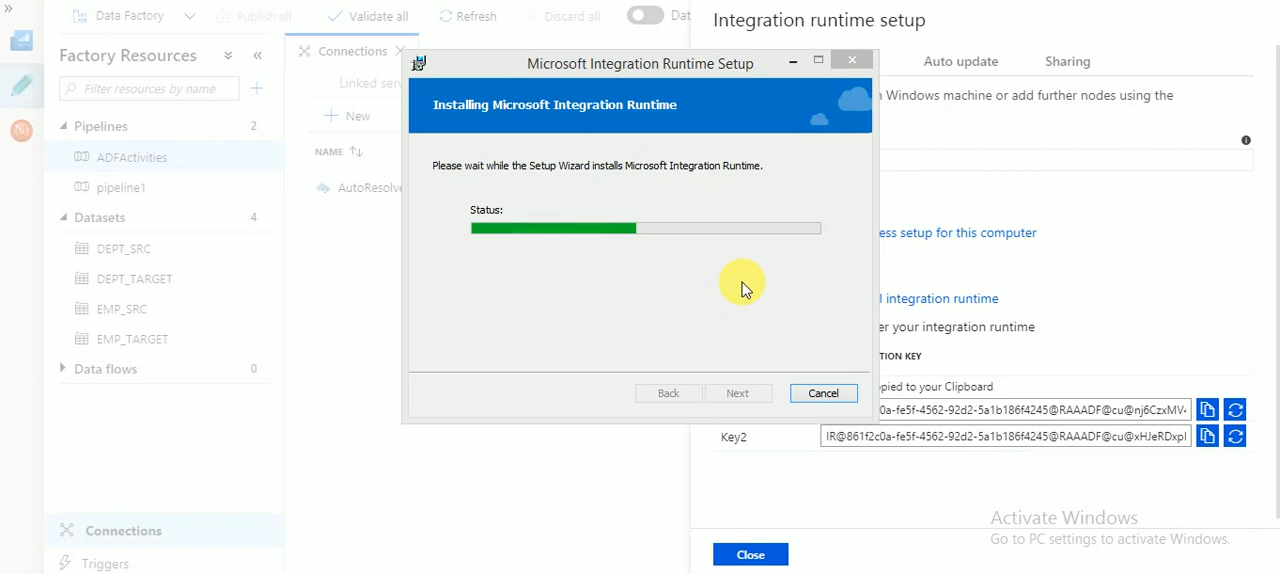 »
Data Factory
Publish all
Validate all
Refresh
Discard all
Dat
Integration runtime setup
Factory Resources
«
Connections
Auto update
Sharing
Filter resources by name
Linked serv
Microsoft Integration Runtime Setup
Installing Microsoft Integration Runtime
Windows machine or add further nodes using the
New
Pipelines 2
NAME
ADFActivities
Please wait while the Setup Wizard installs Microsoft Integration Runtime.
pipeline1
AutoResolve
Status:
Datasets 4
ess setup for this computer
DEPT_SRC
DEPT_TARGET
integration runtime
EMP_SRC
er your integration runtime
EMP_TARGET
TION KEY
Data flows 0
opied to your Clipboard
Back
Next
Cancel
c0a-fe5f-4562-92d2-5a1b186f4245@RAAADF@cu@nj6CzxMV
Key2
IR@861f2c0a-fe5f-4562-92d2-5a1b186f4245@RAAADF@cu@xHJeRDxpl
Activate Windows
Go to PC settings to activate Windows.
Connections
Close
Triggers